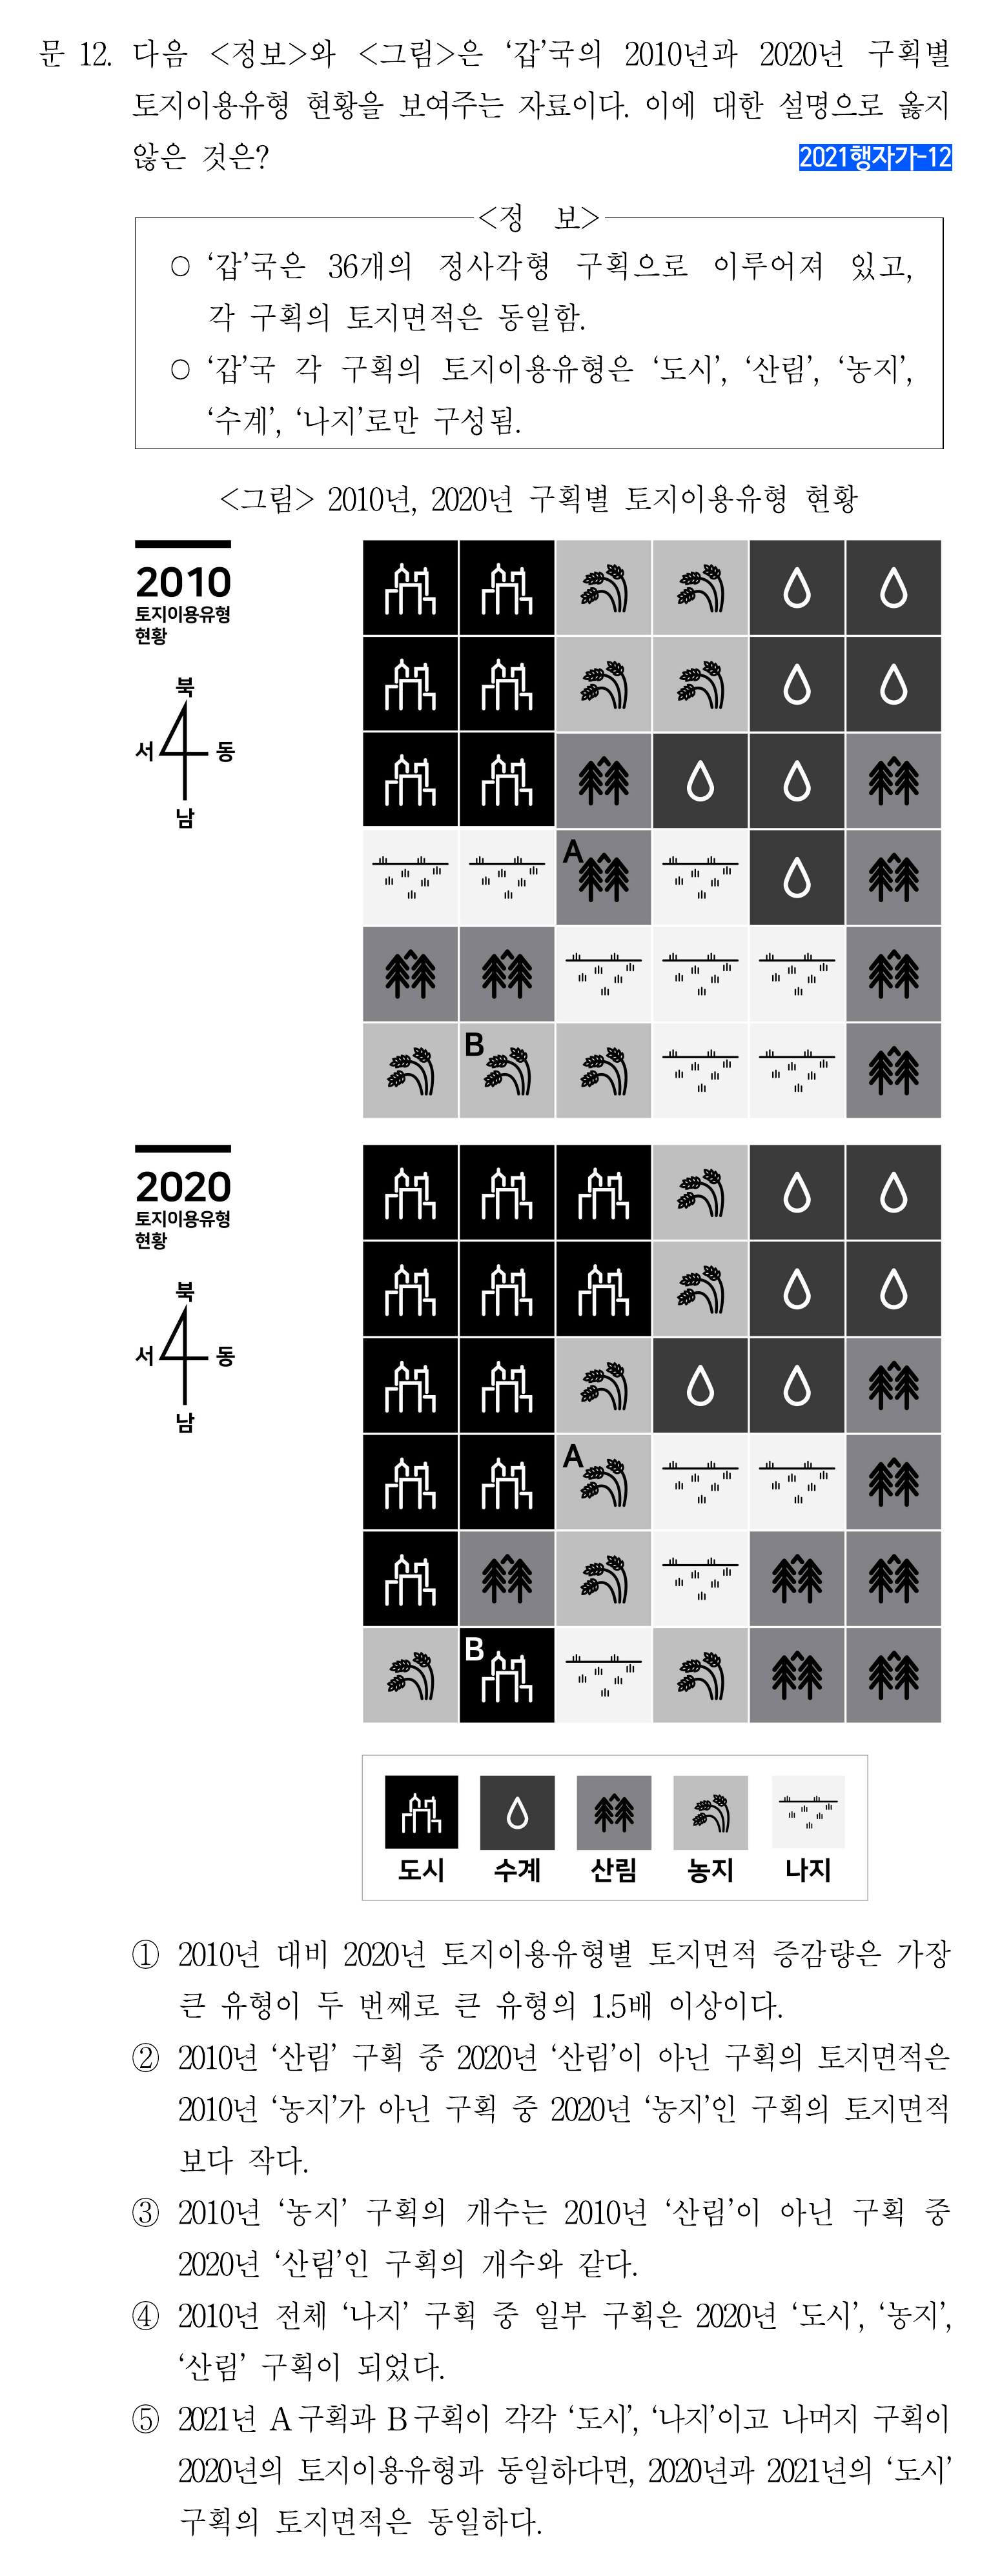 문 12. 다음 <정보>와 <그림>은 ‘갑’국의 2010년과 2020년 구획별
토지이용유형 현황을 보여주는 자료이다. 이에 대한 설명으로 옳지
않은 것은?
2021행자가-12
<정 보>
○ ‘갑’국은 36개의 정사각형 구획으로 이루어져 있고,
각 구획의 토지면적은 동일함.
○ ‘갑’국 각 구획의 토지이용유형은 ‘도시’, ‘산림’, ‘농지’,
‘수계’, ‘나지’로만 구성됨.
<그림> 2010년, 2020년 구획별 토지이용유형 현황
2010
토지이용유형
현황
북
서 동
남
A
B
2020
토지이용유형
현황
북
서 동
남
A
B
도시 수계 산림 농지 나지
① 2010년 대비 2020년 토지이용유형별 토지면적 증감량은 가장
큰 유형이 두 번째로 큰 유형의 1.5배 이상이다.
② 2010년 ‘산림’ 구획 중 2020년 ‘산림’이 아닌 구획의 토지면적은
2010년 ‘농지’가 아닌 구획 중 2020년 ‘농지’인 구획의 토지면적
보다 작다.
③ 2010년 ‘농지’ 구획의 개수는 2010년 ‘산림’이 아닌 구획 중
2020년 ‘산림’인 구획의 개수와 같다.
④ 2010년 전체 ‘나지’ 구획 중 일부 구획은 2020년 ‘도시’, ‘농지’,
‘산림’ 구획이 되었다.
⑤ 2021년 A구획과 B구획이 각각 ‘도시’, ‘나지’이고 나머지 구획이
2020년의 토지이용유형과 동일하다면, 2020년과 2021년의 ‘도시’
구획의 토지면적은 동일하다.